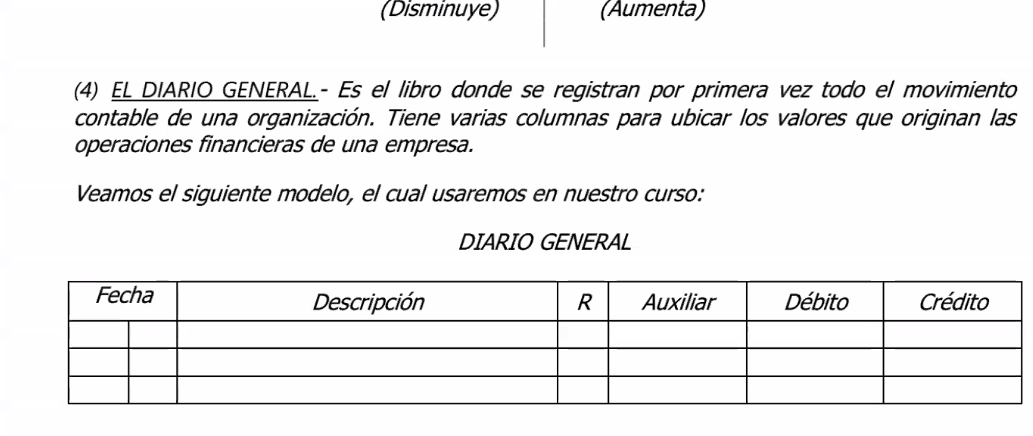 (Disminuye) (Aumenta)
(4) EL DIARIO GENERAL.- Es el libro donde se registran por primera vez todo el movimiento
contable de una organización. Tiene varias columnas para ubicar los valores que originan las
operaciones financieras de una empresa.
Veamos el siguiente modelo, el cual usaremos en nuestro curso:
DIARIO GENERAL
Fecha Descripción R Auxiliar Débito Crédito